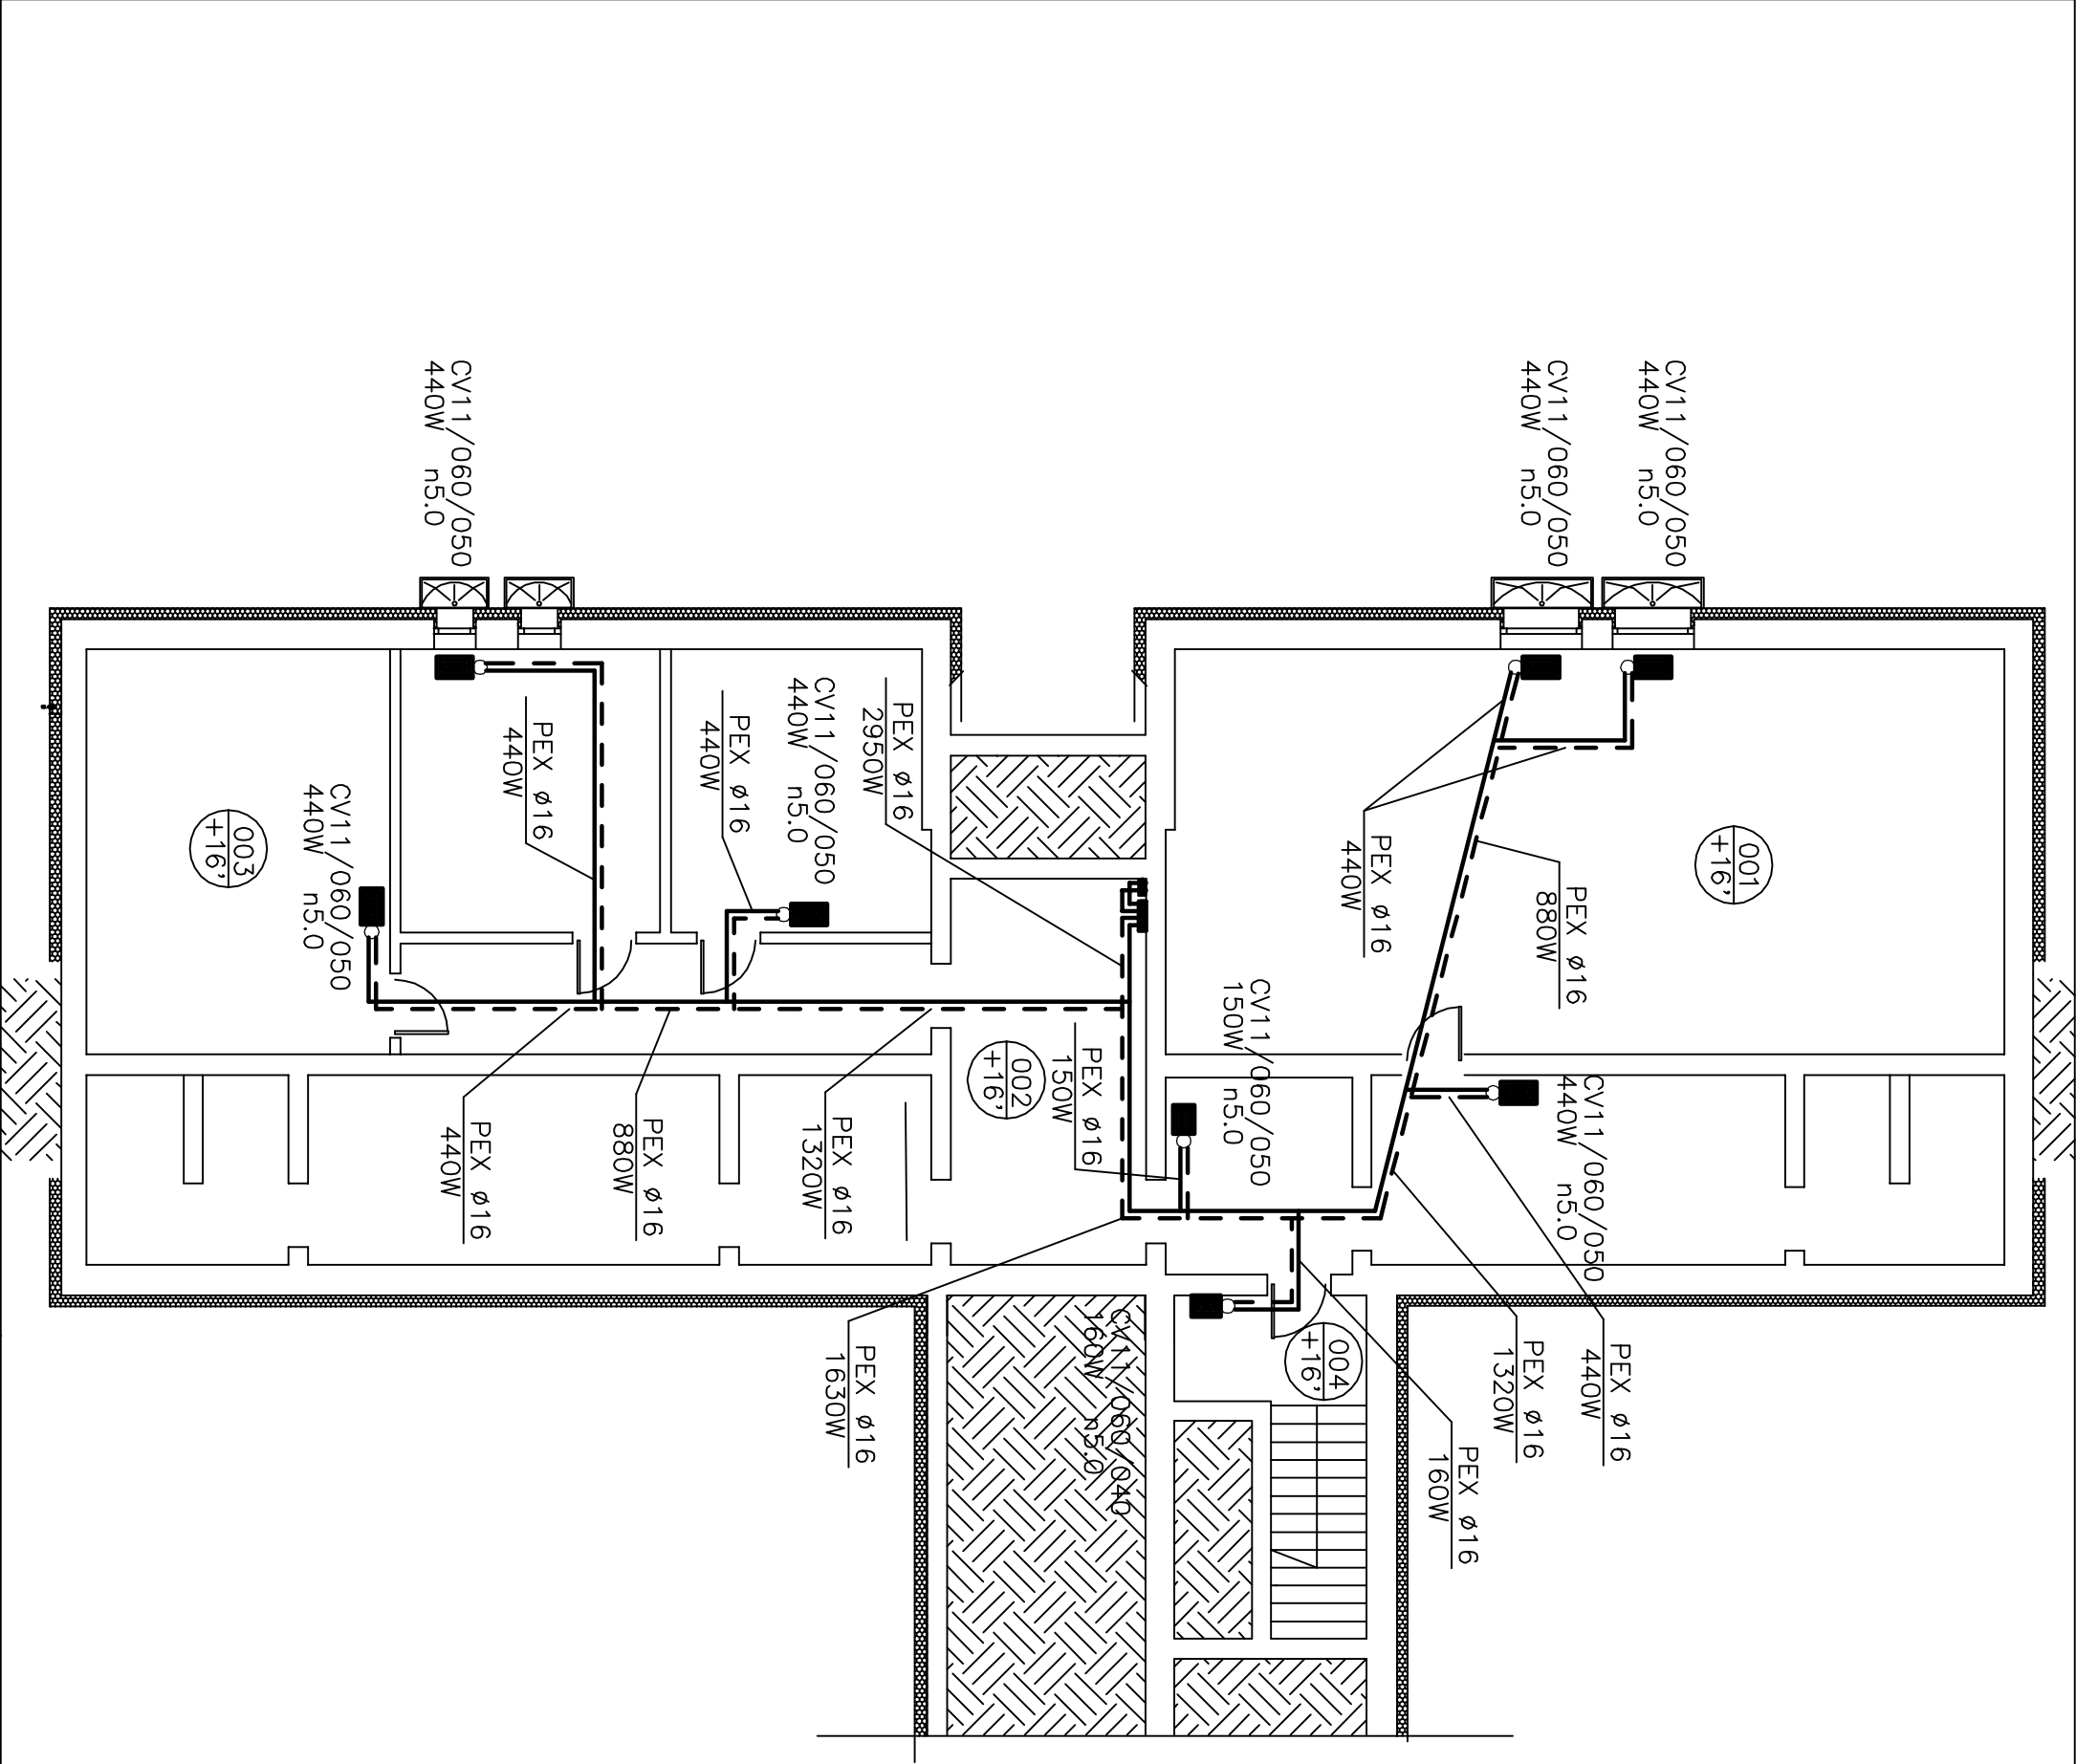 CV11/060/050
440W n5.0
CV11/060/050
440W n5.0
CV11/060/050
440W n5.0
001
+16,
PEX ø16
880W
PEX ø16
440W
CV11/060/050
440W n5.0
PEX ø16
2950W
CV11/060/050
440W n5.0
PEX ø16
440W
PEX ø16
440W
CV11/060/050
440W n5.0
003
+16,
CV11/060/050
150W n5.0
PEX ø16
150W
002
+16,
PEX ø16
1320W
PEX ø16
880W
PEX ø16
440W
PEX ø16
440W
PEX ø16
1320W
PEX ø16
160W
004
+16,
CV11/060/040
160W n5.0
PEX ø16
1630W